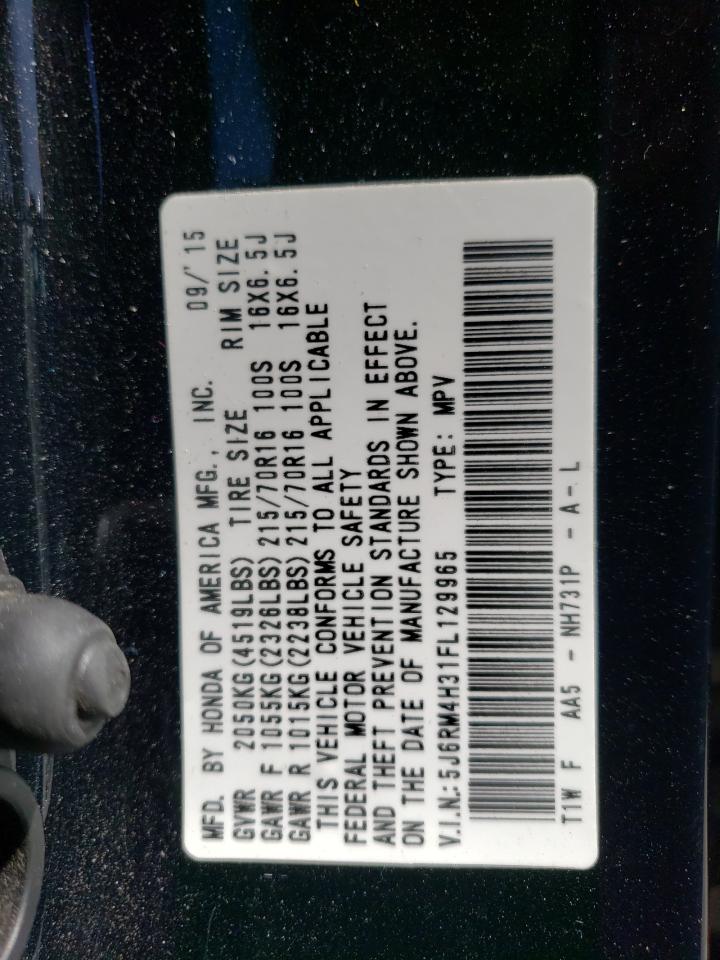 MFD. BY HONDA OF AMERICA MFG., INC. 09/'15
GVWR 2050KG(4519LBS) TIRE SIZE RIM SIZE
GAWR F 1055KG(2326LBS) 215/70R16 100S 16X6.5J
GAWR R 1015KG(2238LBS) 215/70R16 100S 16X6.5J
THIS VEHICLE CONFORMS TO ALL APPLICABLE
FEDERAL MOTOR VEHICLE SAFETY
AND THEFT PREVENTION STANDARDS IN EFFECT
ON THE DATE OF MANUFACTURE SHOWN ABOVE.
V.I.N.:5J6RM4H31FL129965 TYPE: MPV
T1W F AA5 - NH731P - A-L